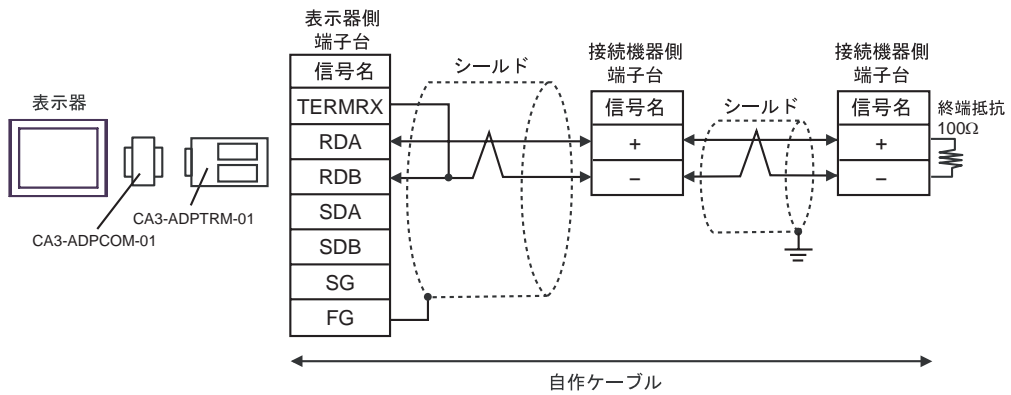 表示器
CA3-ADPCOM-01
CA3-ADPTRM-01
表示器側
端子台
信号名
TERMRX
RDA
RDB
SDA
SDB
SG
FG
シールド
接続機器側
端子台
信号名
+
−
シールド
接続機器側
端子台
信号名
+
−
終端抵抗
100Ω
自作ケーブル